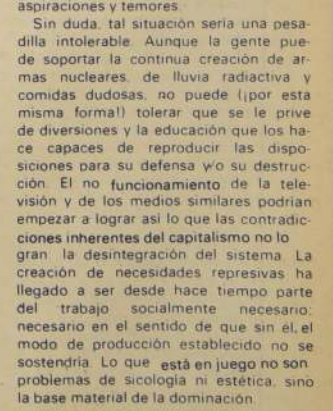 aspiraciones y temores.
Sin duda, tal situación sería una pesa-
dilla intolerable. Aunque la gente pue-
de soportar la continua creación de ar-
mas nucleares, de lluvia radiactiva y
comidas dudosas, no puede (¡por esta
misma forma!) tolerar que se le prive
de diversiones y la educación que los ha-
ce capaces de reproducir las dispo-
siciones para su defensa y/o su destruc-
ción. El no funcionamiento de la tele-
visión y de los medios similares podrían
empezar a lograr así lo que las contradic-
ciones inherentes del capitalismo no lo
gran: la desintegración del sistema. La
creación de necesidades represivas ha
llegado a ser desde hace tiempo parte
del trabajo socialmente necesario;
necesario en el sentido de que sin él, el
modo de producción establecido no se
sostendría. Lo que está en juego no son
problemas de sicología ni estética, sino
la base material de la dominación.